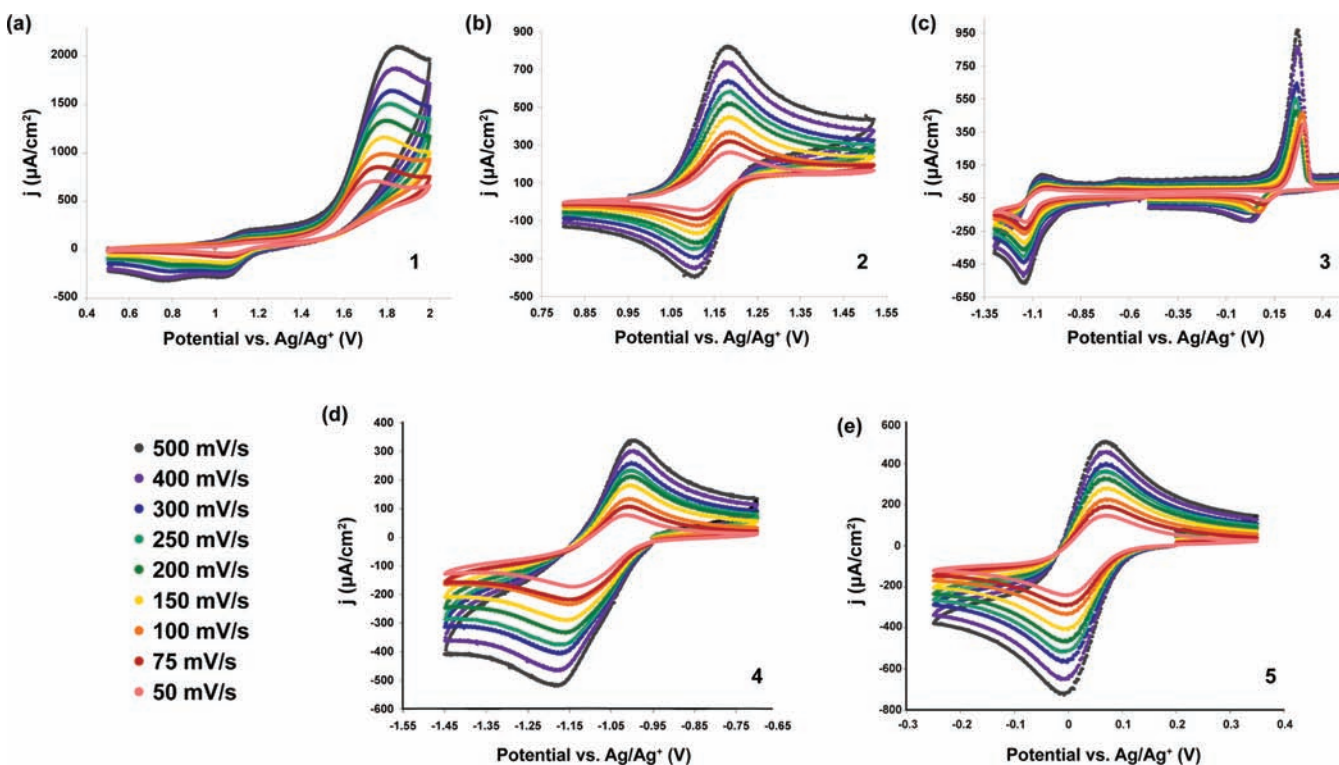 (a)
j (µA/cm²)
2000
1500
1000
500
0
-500
0.4 0.6 0.8 1 1.2 1.4 1.6 1.8 2
Potential vs. Ag/Ag⁺ (V)
1
(b)
j (µA/cm²)
900
700
500
300
100
-100
-300
-500
0.75 0.85 0.95 1.05 1.15 1.25 1.35 1.45 1.55
Potential vs. Ag/Ag⁺ (V)
2
(c)
j (µA/cm²)
950
750
550
350
150
-50
-250
-450
-650
-1.35 -1.1 -0.85 -0.6 -0.35 -0.1 0.15 0.4
Potential vs. Ag/Ag⁺ (V)
3
500 mV/s
400 mV/s
300 mV/s
250 mV/s
200 mV/s
150 mV/s
100 mV/s
75 mV/s
50 mV/s
(d)
j (µA/cm²)
400
300
200
100
0
-100
-200
-300
-400
-500
-600
-1.55 -1.45 -1.35 -1.25 -1.15 -1.05 -0.95 -0.85 -0.75 -0.65
Potential vs. Ag/Ag⁺ (V)
4
(e)
j (µA/cm²)
600
400
200
0
-200
-400
-600
-800
-0.3 -0.2 -0.1 0 0.1 0.2 0.3 0.4
Potential vs. Ag/Ag⁺ (V)
5